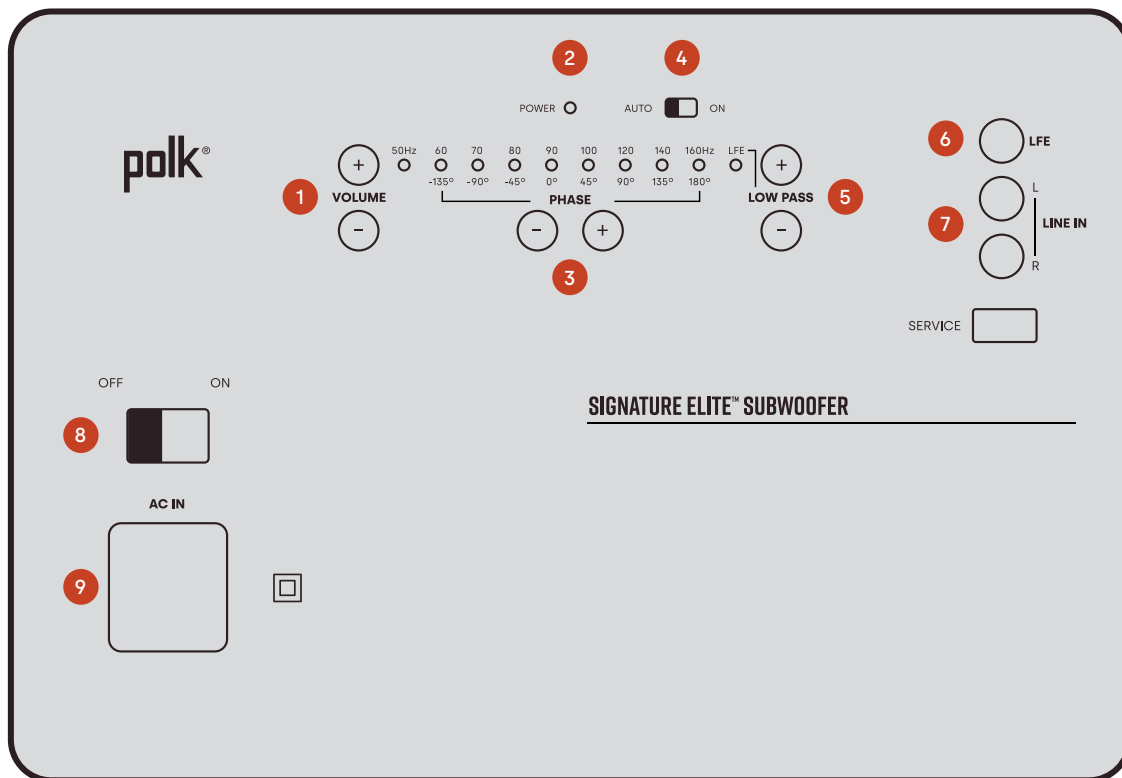 2
4
POWER
AUTO
ON
polk®
6
LFE
50Hz 60 70 80 90 100 120 140 160Hz LFE
+
+
-135° -90° -45° 0° 45° 90° 135° 180°
1
VOLUME
PHASE
LOW PASS
5
L
7
LINE IN
R
−
− +
−
3
SERVICE
OFF
ON
8
SIGNATURE ELITE™ SUBWOOFER
AC IN
9